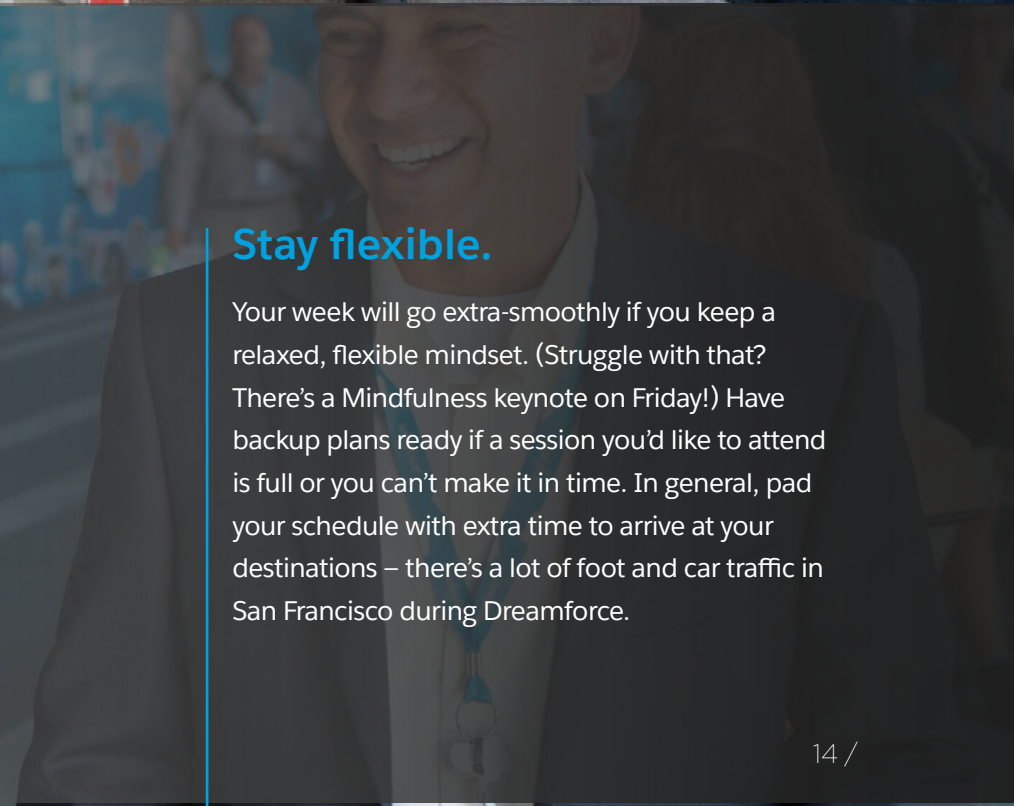 Stay flexible.
Your week will go extra-smoothly if you keep a
relaxed, flexible mindset. (Struggle with that?
There’s a Mindfulness keynote on Friday!) Have
backup plans ready if a session you’d like to attend
is full or you can’t make it in time. In general, pad
your schedule with extra time to arrive at your
destinations – there’s a lot of foot and car traffic in
San Francisco during Dreamforce.
14 /